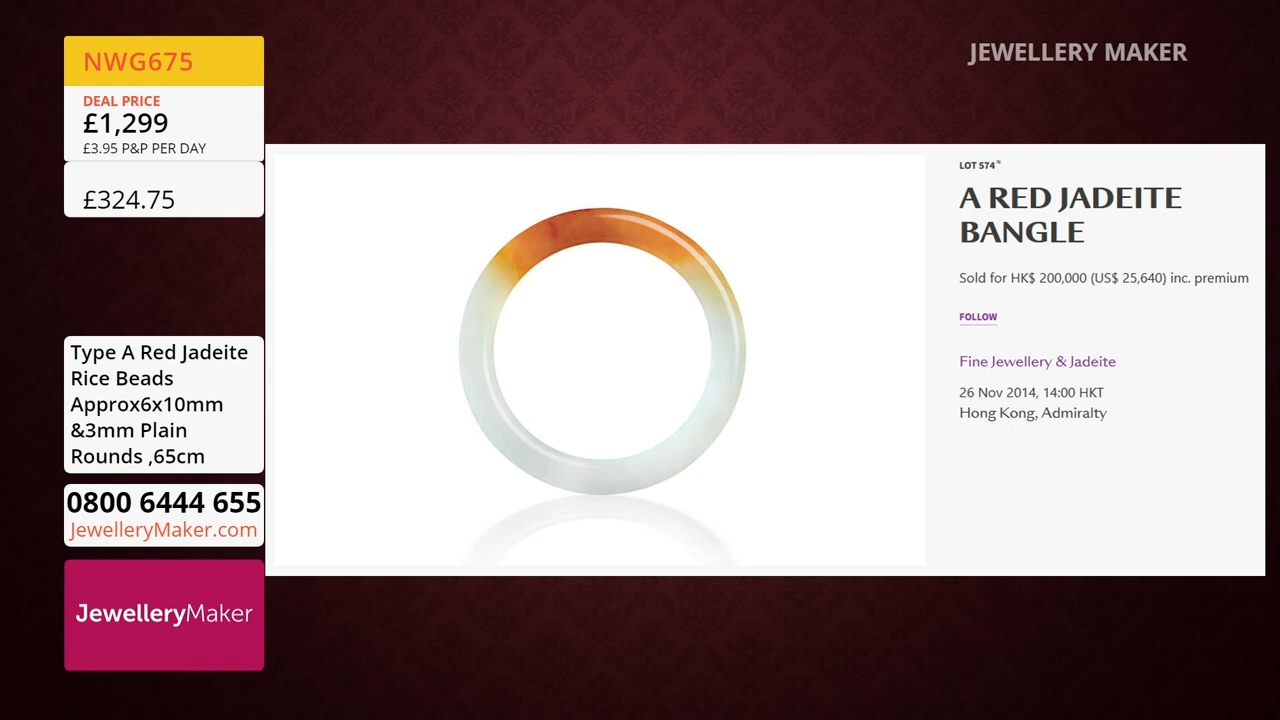 NWG675
DEAL PRICE
£1,299
£3.95 P&P PER DAY
£324.75
Type A Red Jadeite
Rice Beads
Approx6x10mm
&3mm Plain
Rounds ,65cm
0800 6444 655
JewelleryMaker.com
JewelleryMaker
JEWELLERY MAKER
LOT 574 ≈
A RED JADEITE
BANGLE
Sold for HK$ 200,000 (US$ 25,640) inc. premium
FOLLOW
Fine Jewellery & Jadeite
26 Nov 2014, 14:00 HKT
Hong Kong, Admiralty